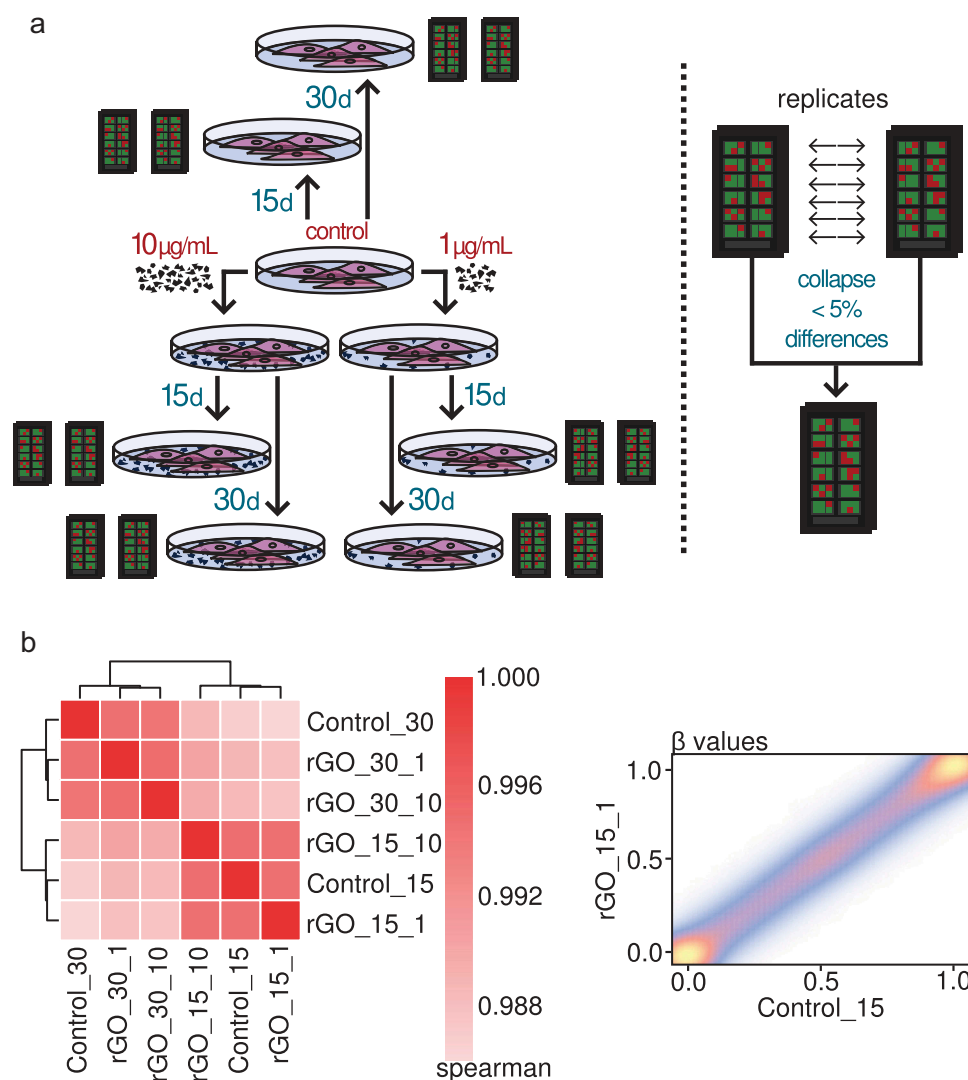 a
30d
15d
control
10µg/mL
1µg/mL
15d
15d
30d
30d
replicates
collapse
< 5%
differences
b
1.000
0.996
0.992
0.988
spearman
Control_30
rGO_30_1
rGO_30_10
rGO_15_10
Control_15
rGO_15_1
Control_30
rGO_30_1
rGO_30_10
rGO_15_10
Control_15
rGO_15_1
β values
1.0
0.5
0.0
rGO_15_1
0.0
0.5
1.0
Control_15